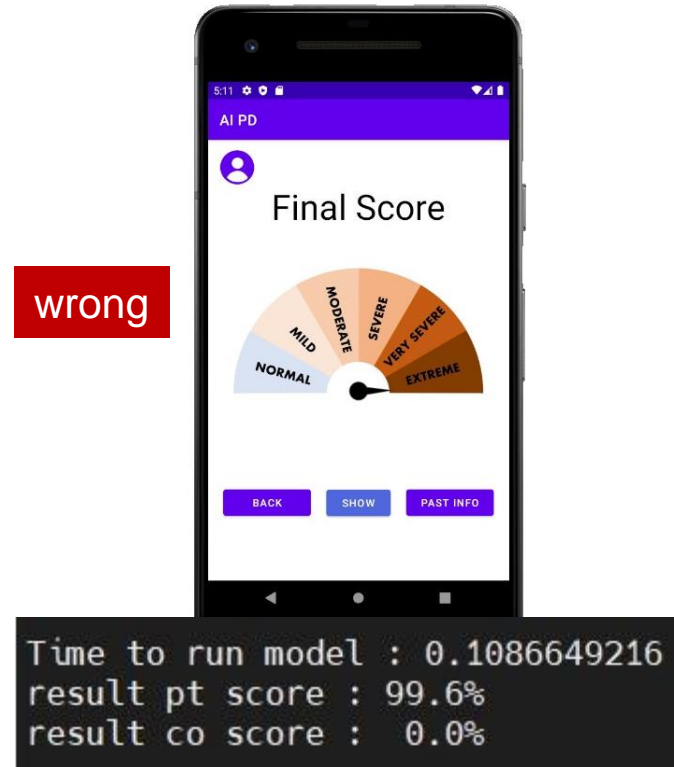 5:11
AI PD
Final Score
wrong
NORMAL
MILD
MODERATE
SEVERE
VERY SEVERE
EXTREME
BACK SHOW PAST INFO
Time to run model : 0.1086649216
result pt score : 99.6%
result co score :  0.0%